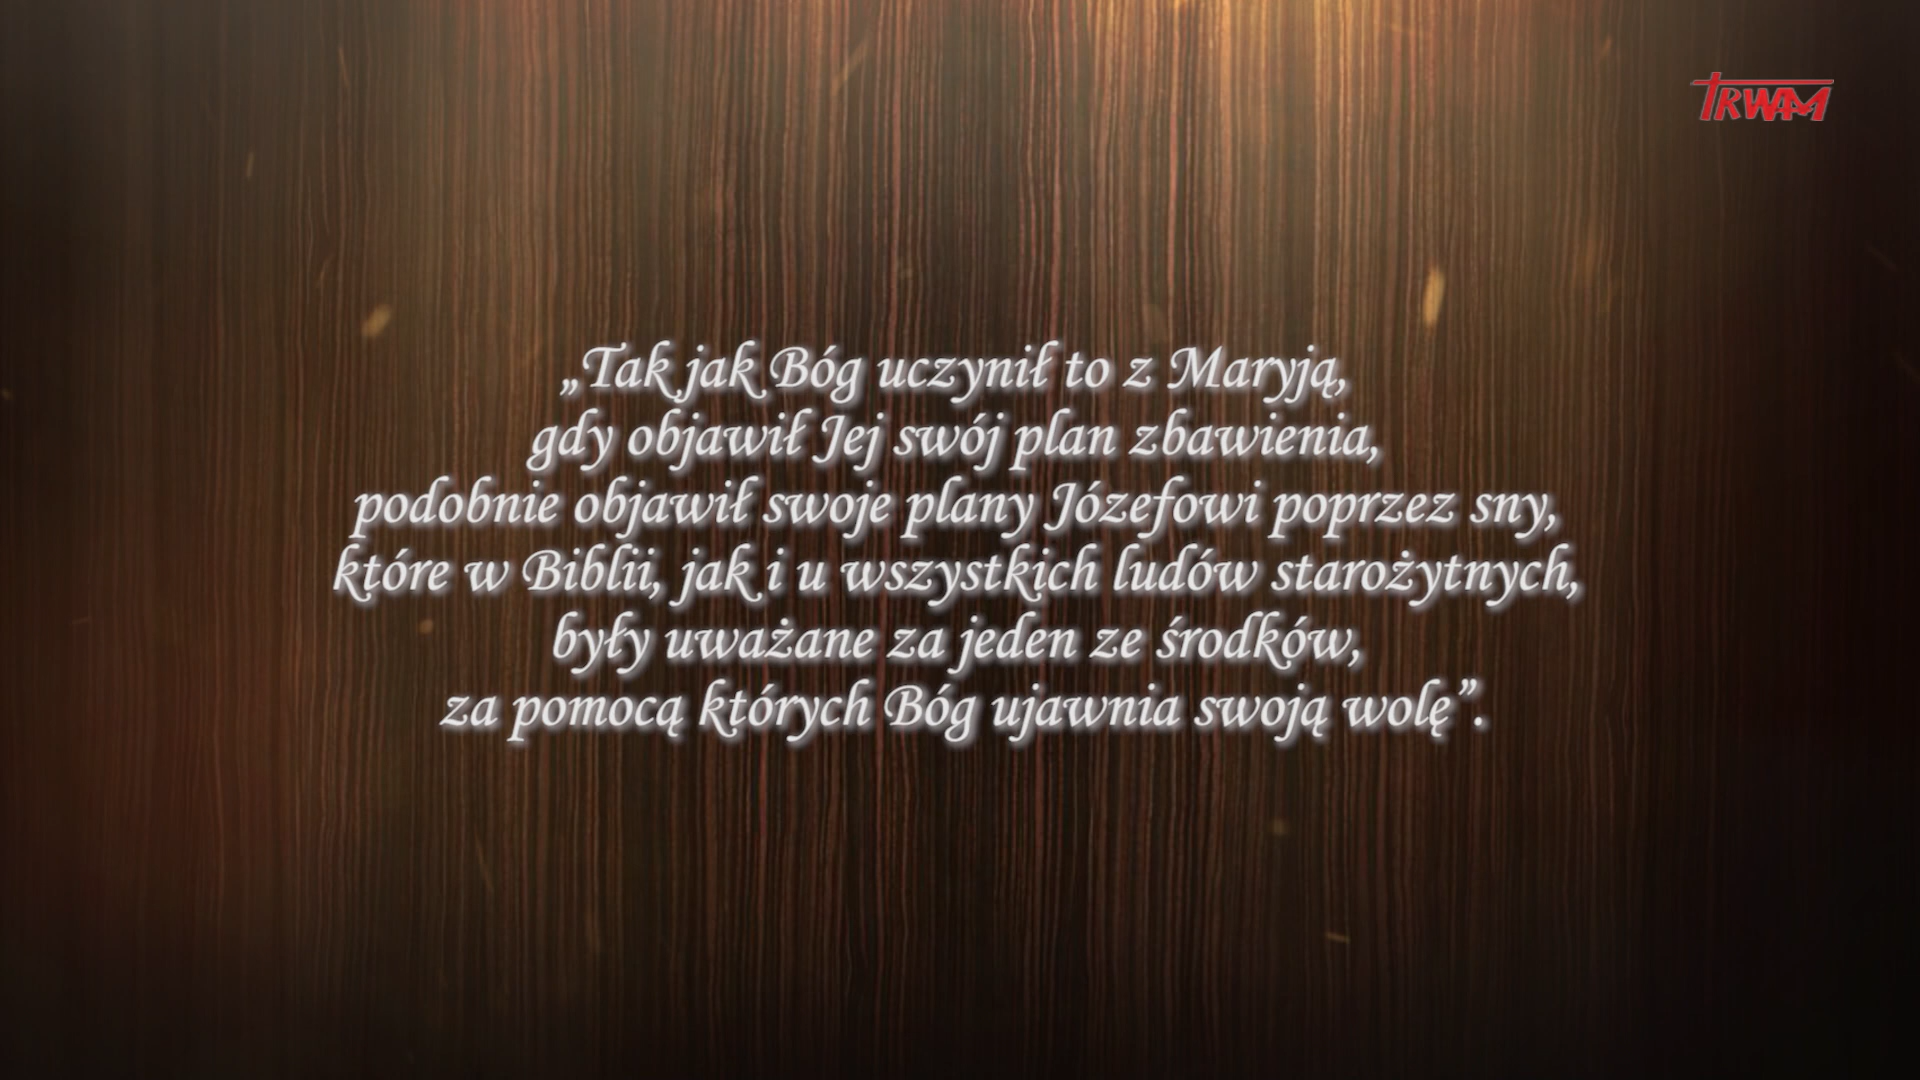 TRWAM
„Tak jak Bóg uczynił to z Maryją,
gdy objawił Jej swój plan zbawienia,
podobnie objawił swoje plany Józefowi poprzez sny,
które w Biblii, jak i u wszystkich ludów starożytnych,
były uważane za jeden ze środków,
za pomocą których Bóg ujawnia swoją wolę”.